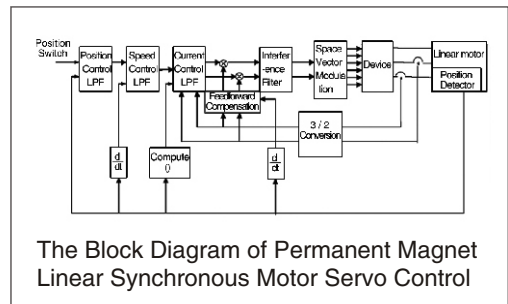 Position
Switch
Position
Control
LPF
Speed
Control
LPF
Current
Control
LPF
Interfer
-ence
Filter
Space
Vector
Modula
tion
Device
Linear motor
Position
Detector
Feedforward
Compensation
3 / 2
Conversion
d
dt
Compute
()
d
dt
The Block Diagram of Permanent Magnet
Linear Synchronous Motor Servo Control